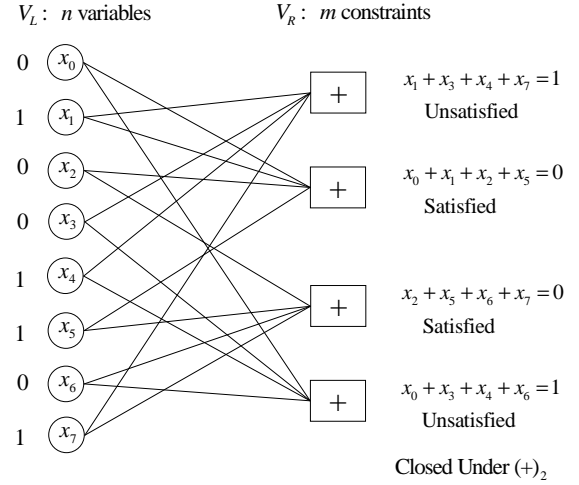 V_L : n variables
V_R : m constraints
0 x_0
1 x_1
0 x_2
0 x_3
1 x_4
1 x_5
0 x_6
1 x_7
+
x_1 + x_3 + x_4 + x_7 = 1
Unsatisfied
+
x_0 + x_1 + x_2 + x_5 = 0
Satisfied
+
x_2 + x_5 + x_6 + x_7 = 0
Satisfied
+
x_0 + x_3 + x_4 + x_6 = 1
Unsatisfied
Closed Under (+)_2